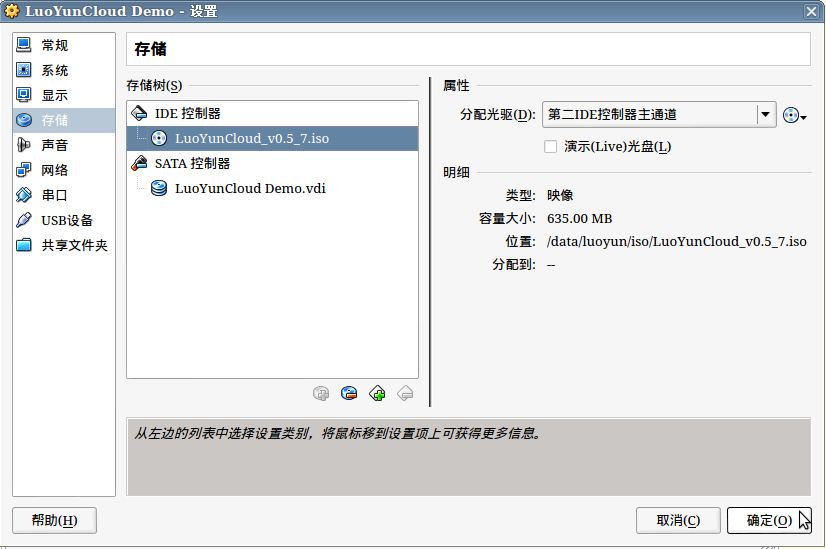 LuoYunCloud Demo - 设置
常规
系统
显示
存储
声音
网络
串口
USB设备
共享文件夹
存储
存储树(S)
IDE 控制器
LuoYunCloud_v0.5_7.iso
SATA 控制器
LuoYunCloud Demo.vdi
属性
分配光驱(D): 第二IDE控制器主通道
演示(Live)光盘(L)
明细
类型: 映像
容量大小: 635.00 MB
位置: /data/luoyun/iso/LuoYunCloud_v0.5_7.iso
分配到: --
从左边的列表中选择设置类别，将鼠标移到设置项上可获得更多信息。
帮助(H)
取消(C)
确定(O)